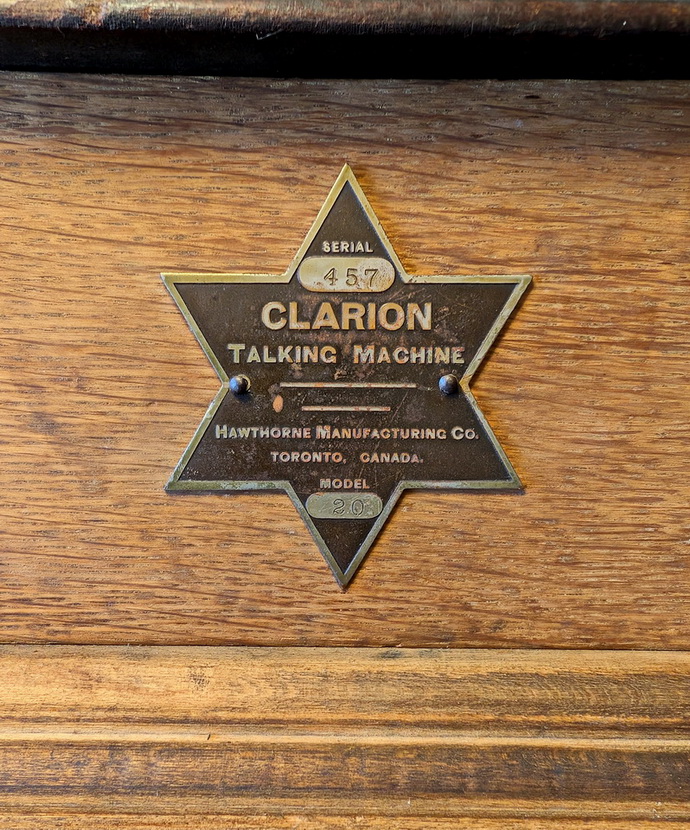 SERIAL
457
CLARION
TALKING MACHINE
HAWTHORNE MANUFACTURING CO.
TORONTO, CANADA.
MODEL
20